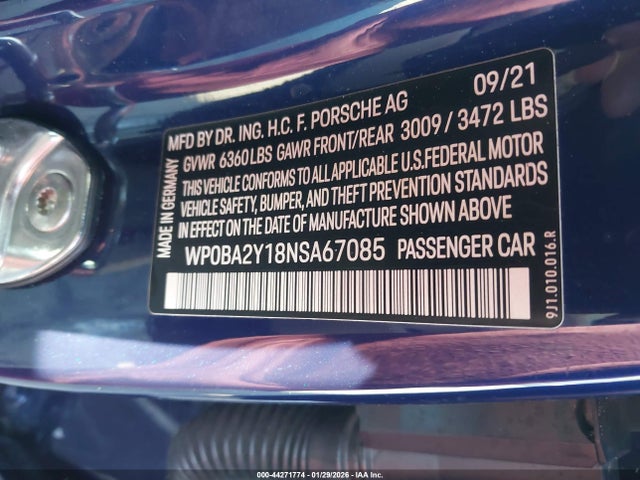 09/21
MFD BY DR. ING. H.C. F. PORSCHE AG
GVWR 6360 LBS GAWR FRONT/REAR 3009 / 3472 LBS
THIS VEHICLE CONFORMS TO ALL APPLICABLE U.S.FEDERAL MOTOR
VEHICLE SAFETY, BUMPER, AND THEFT PREVENTION STANDARDS
IN EFFECT ON THE DATE OF MANUFACTURE SHOWN ABOVE
MADE IN GERMANY
WP0BA2Y18NSA67085 PASSENGER CAR
9J1.010.016.R
000-44271774 | 01/29/2026 - IAA Inc.